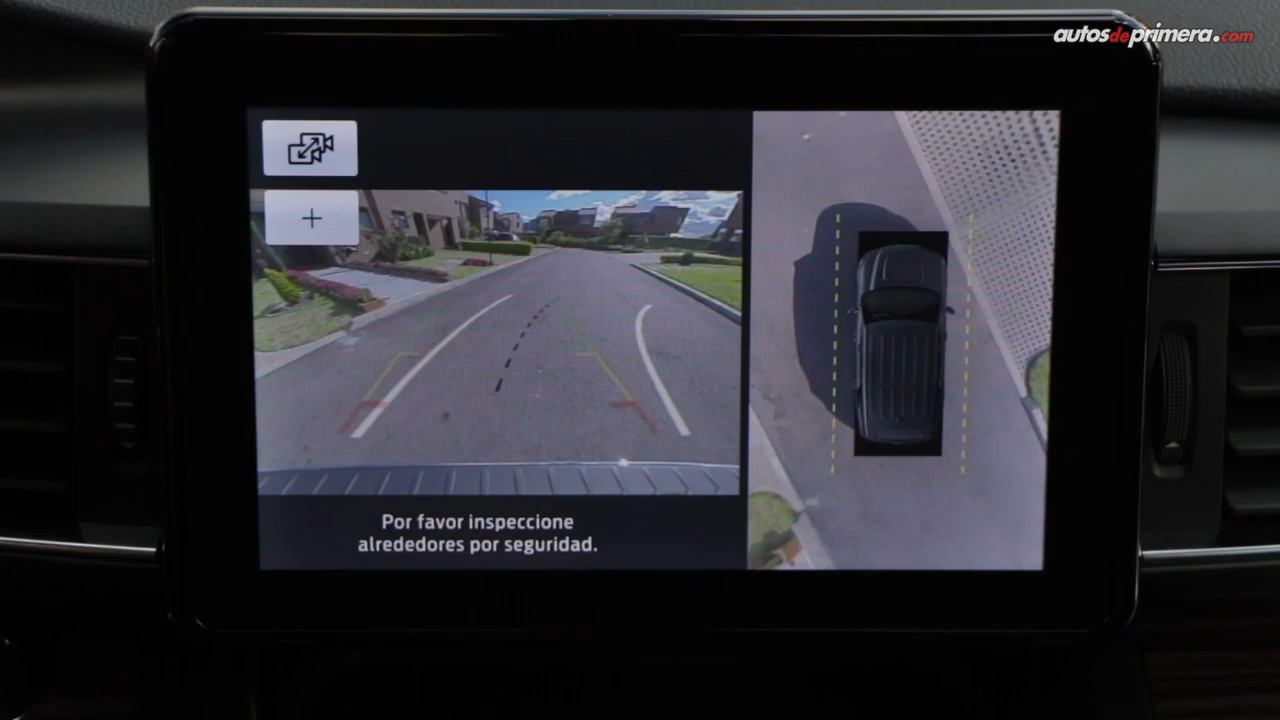 autosdeprimera.com
+
Por favor inspeccione
alrededores por seguridad.